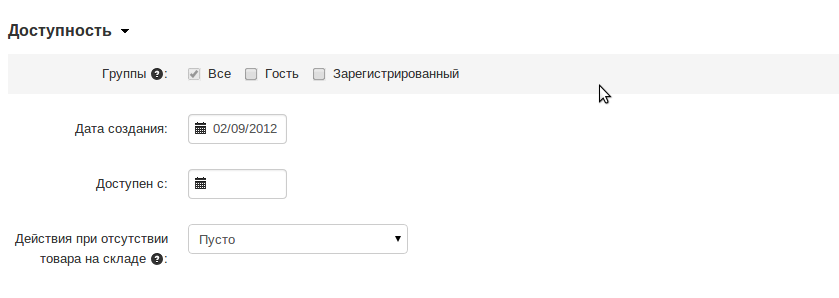 Доступность
Группы ?: Все Гость Зарегистрированный
Дата создания: 02/09/2012
Доступен с:
Действия при отсутствии
товара на складе ?: Пусто